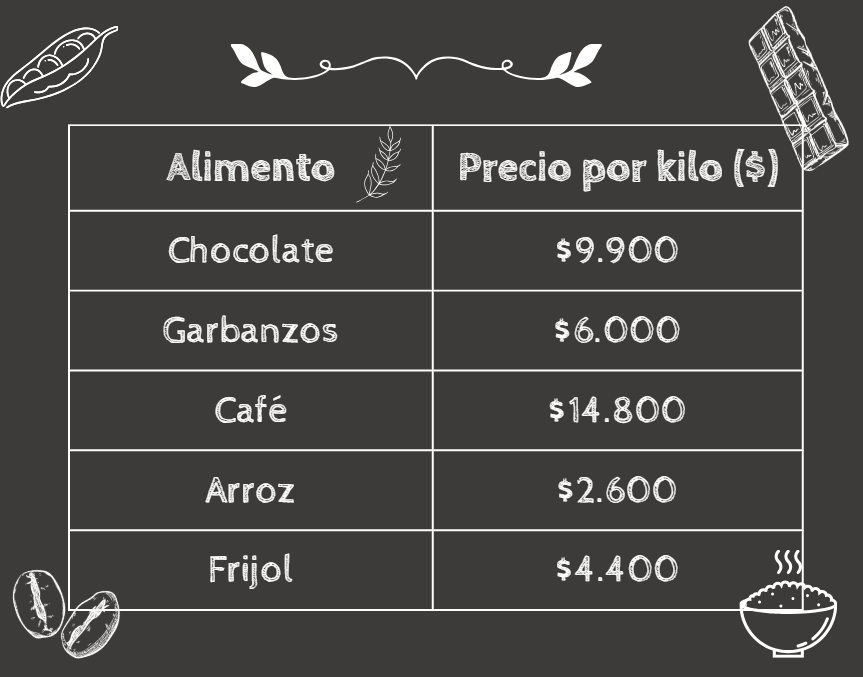 Alimento Precio por kilo ($)
Chocolate $9.900
Garbanzos $6.000
Café $14.800
Arroz $2.600
Frijol $4.400